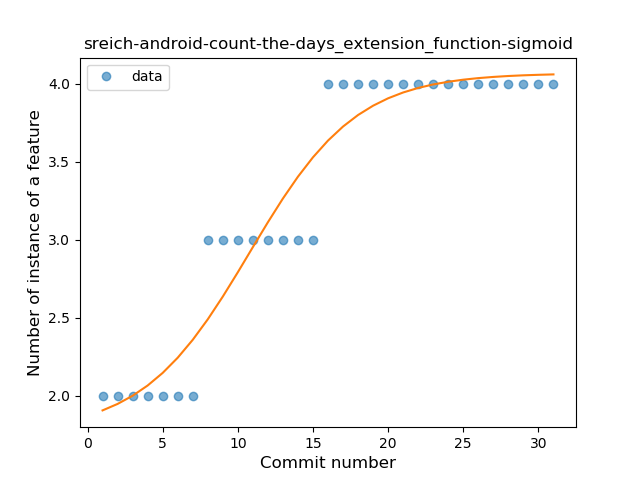 sreich-android-count-the-days_extension_function-sigmoid
data
Number of instance of a feature
4.0
3.5
3.0
2.5
2.0
0 5 10 15 20 25 30
Commit number